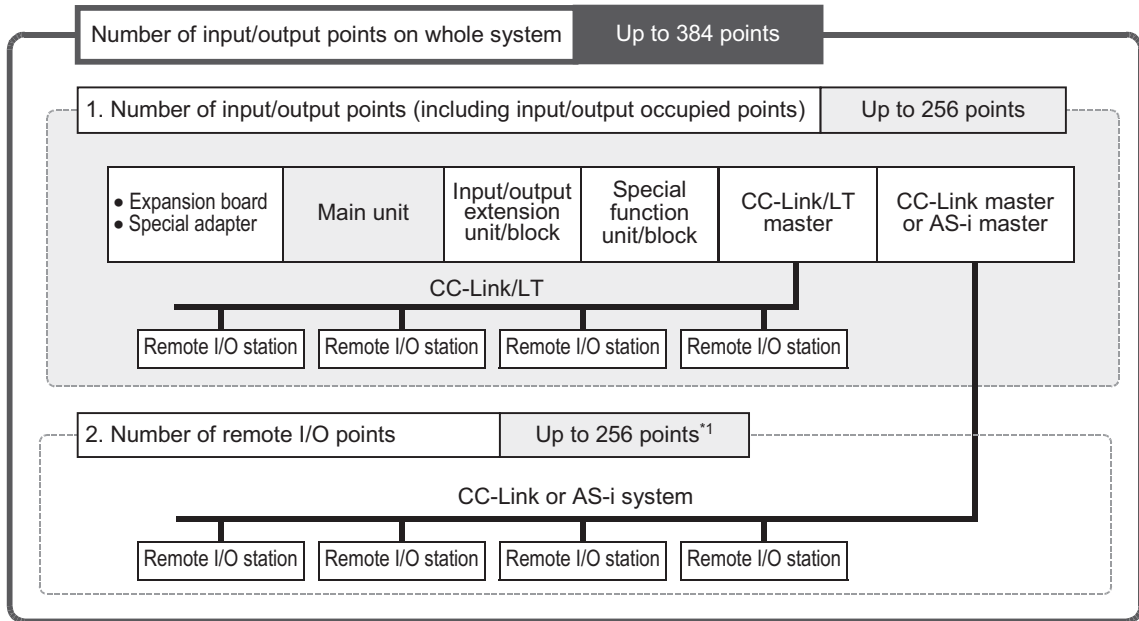 Number of input/output points on whole system
Up to 384 points
1. Number of input/output points (including input/output occupied points)
Up to 256 points
● Expansion board
● Special adapter
Main unit
Input/output
extension
unit/block
Special
function
unit/block
CC-Link/LT
master
CC-Link master
or AS-i master
CC-Link/LT
Remote I/O station
Remote I/O station
Remote I/O station
Remote I/O station
2. Number of remote I/O points
Up to 256 points*1
CC-Link or AS-i system
Remote I/O station
Remote I/O station
Remote I/O station
Remote I/O station